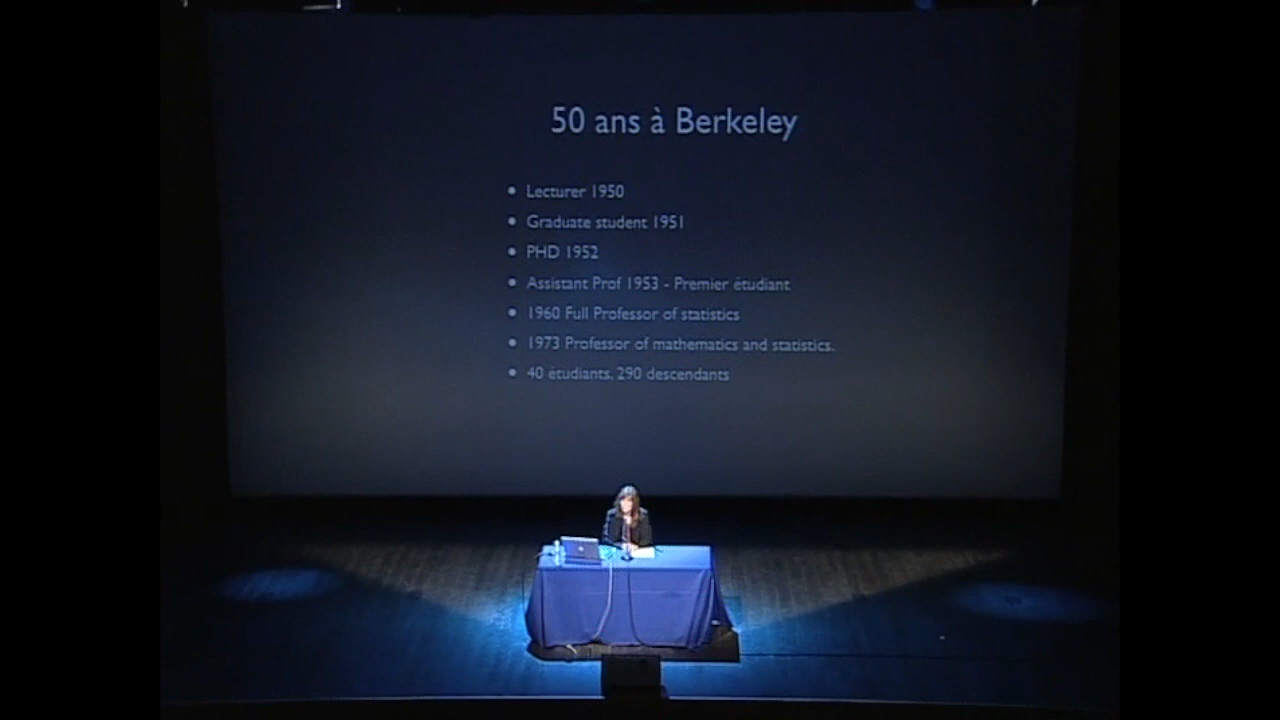 50 ans à Berkeley
• Lecturer 1950
• Graduate student 1951
• PHD 1952
• Assistant Prof 1953 - Premier étudiant
• 1960 Full Professor of statistics
• 1973 Professor of mathematics and statistics.
• 40 étudiants, 290 descendants